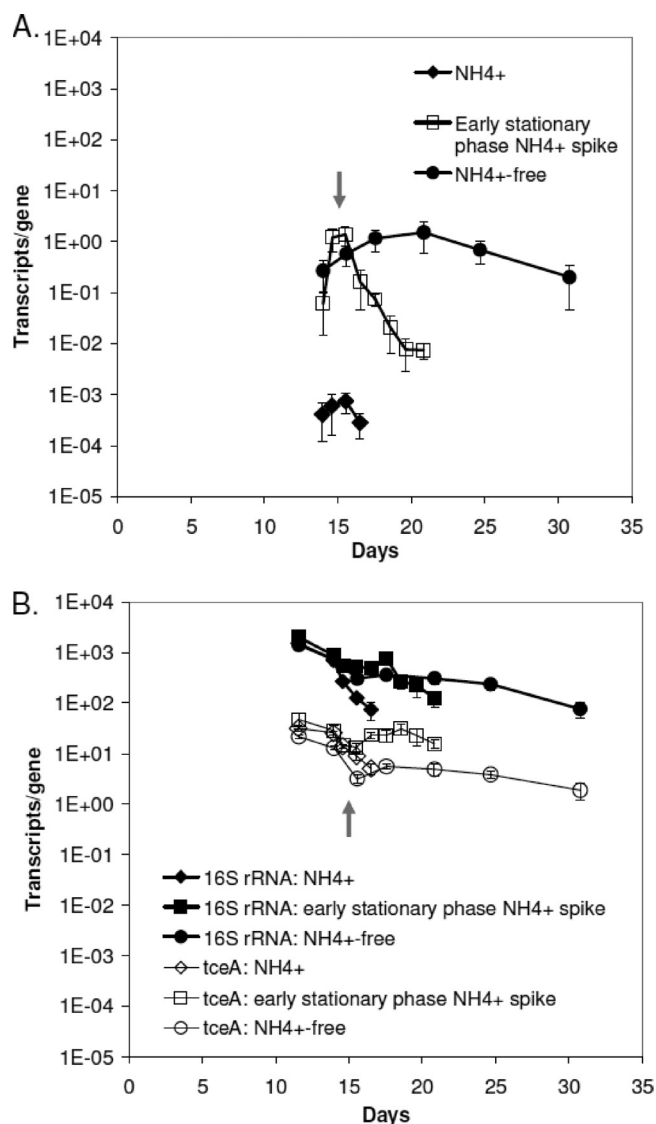 A.
1E+04
1E+03
1E+02
1E+01
1E+00
1E-01
1E-02
1E-03
1E-04
1E-05
Transcripts/gene
NH4+
Early stationary
phase NH4+ spike
NH4+-free
0 5 10 15 20 25 30 35
Days
B.
1E+04
1E+03
1E+02
1E+01
1E+00
1E-01
1E-02
1E-03
1E-04
1E-05
Transcripts/gene
16S rRNA: NH4+
16S rRNA: early stationary phase NH4+ spike
16S rRNA: NH4+-free
tceA: NH4+
tceA: early stationary phase NH4+ spike
tceA: NH4+-free
0 5 10 15 20 25 30 35
Days